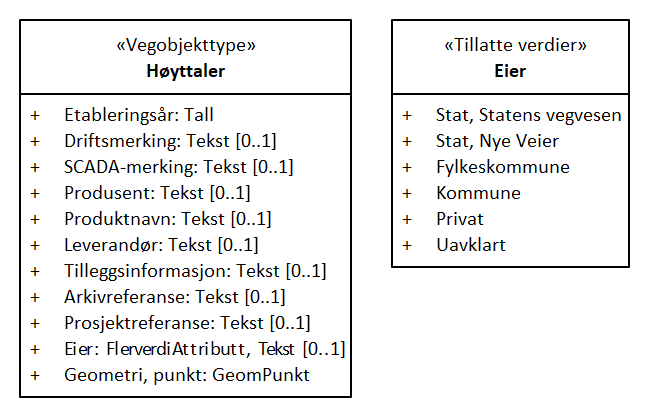 «Vegobjekttype»
Høyttaler
+ Etableringsår: Tall
+ Driftsmerking: Tekst [0..1]
+ SCADA-merking: Tekst [0..1]
+ Produsent: Tekst [0..1]
+ Produktnavn: Tekst [0..1]
+ Leverandør: Tekst [0..1]
+ Tilleggsinformasjon: Tekst [0..1]
+ Arkivreferanse: Tekst [0..1]
+ Prosjektreferanse: Tekst [0..1]
+ Eier: FlerverdiAttributt, Tekst [0..1]
+ Geometri, punkt: GeomPunkt
«Tillatte verdier»
Eier
+ Stat, Statens vegvesen
+ Stat, Nye Veier
+ Fylkeskommune
+ Kommune
+ Privat
+ Uavklart